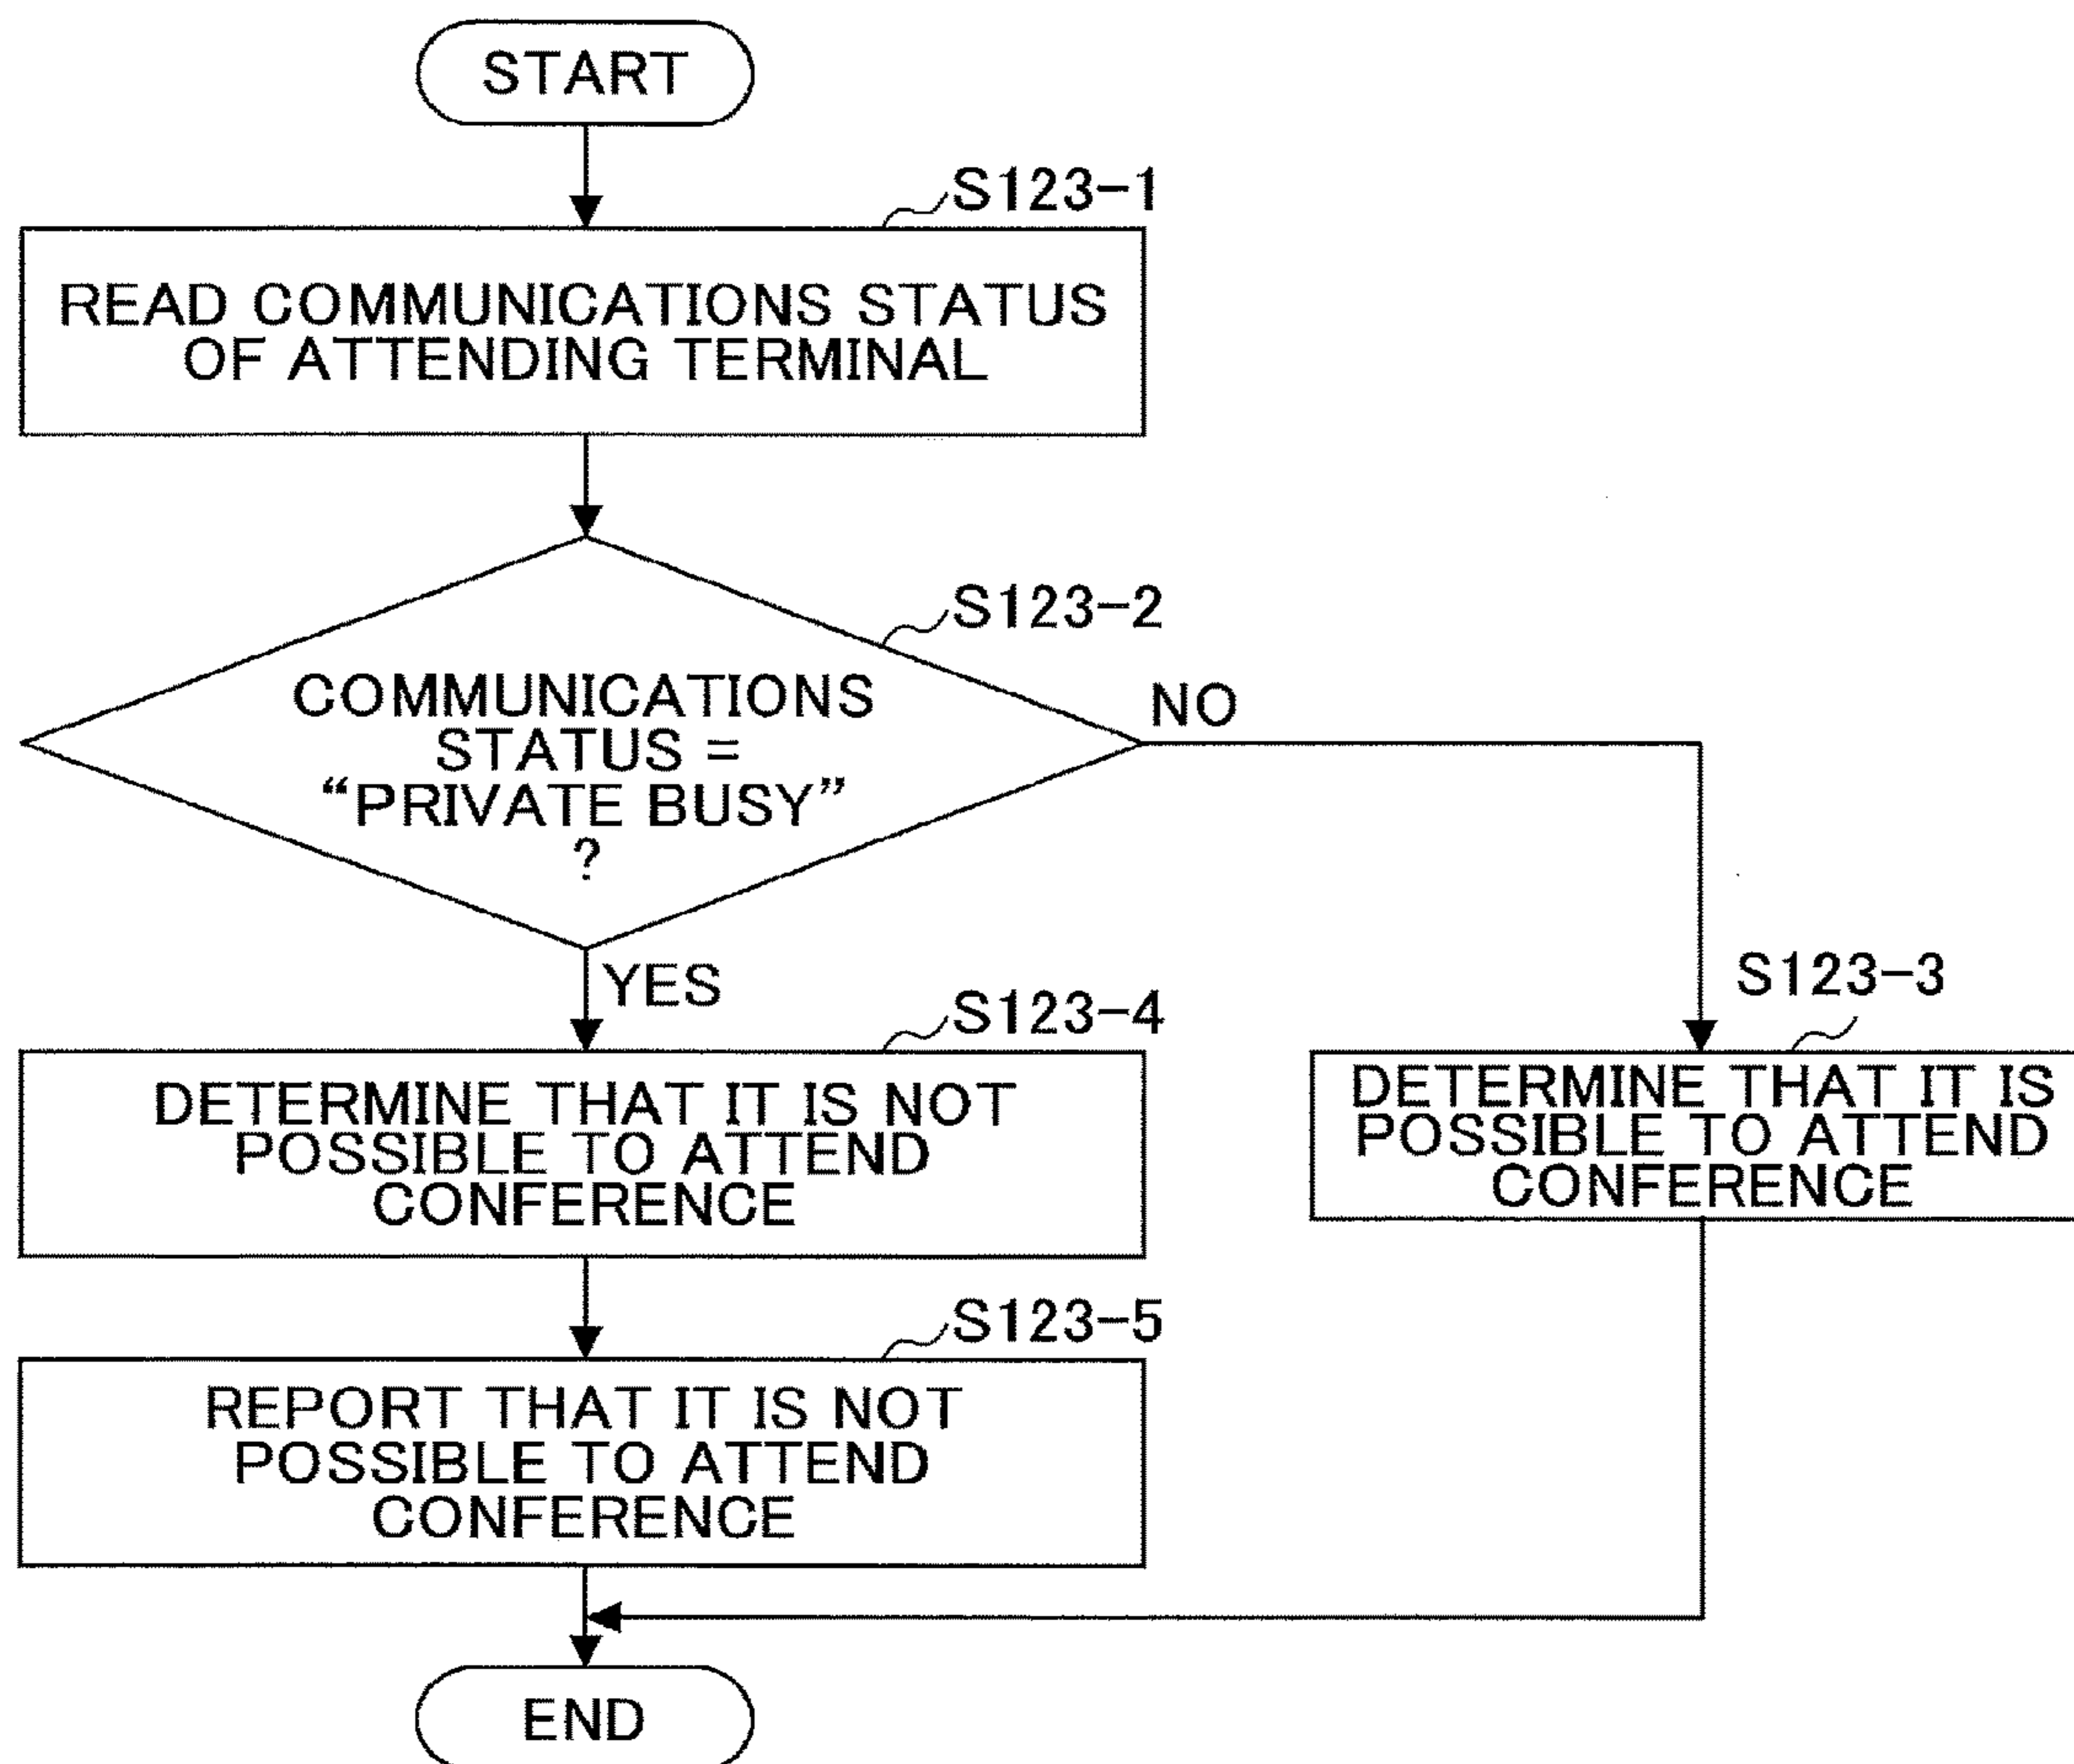 START
S123-1
READ COMMUNICATIONS STATUS
OF ATTENDING TERMINAL
S123-2
COMMUNICATIONS
STATUS =
“PRIVATE BUSY”
?
NO
YES
S123-3
S123-4
DETERMINE THAT IT IS NOT
POSSIBLE TO ATTEND
CONFERENCE
DETERMINE THAT IT IS
POSSIBLE TO ATTEND
CONFERENCE
S123-5
REPORT THAT IT IS NOT
POSSIBLE TO ATTEND
CONFERENCE
END